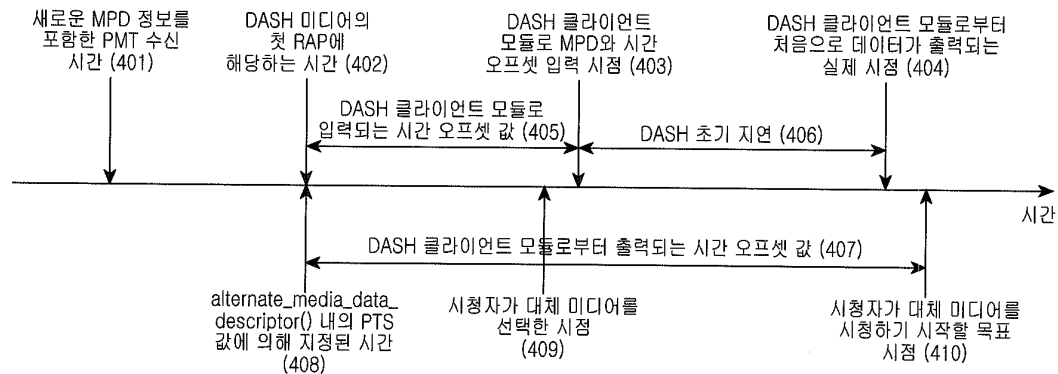 새로운 MPD 정보를
포함한 PMT 수신
시간 (401)
DASH 미디어의
첫 RAP에
해당하는 시간 (402)
DASH 클라이언트
모듈로 MPD와 시간
오프셋 입력 시점 (403)
DASH 클라이언트 모듈로부터
처음으로 데이터가 출력되는
실제 시점 (404)
DASH 클라이언트 모듈로
입력되는 시간 오프셋 값 (405)
DASH 초기 지연 (406)
시간
DASH 클라이언트 모듈로부터 출력되는 시간 오프셋 값 (407)
alternate_media_data_
descriptor() 내의 PTS
값에 의해 지정된 시간
(408)
시청자가 대체 미디어를
선택한 시점
(409)
시청자가 대체 미디어를
시청하기 시작할 목표
시점 (410)